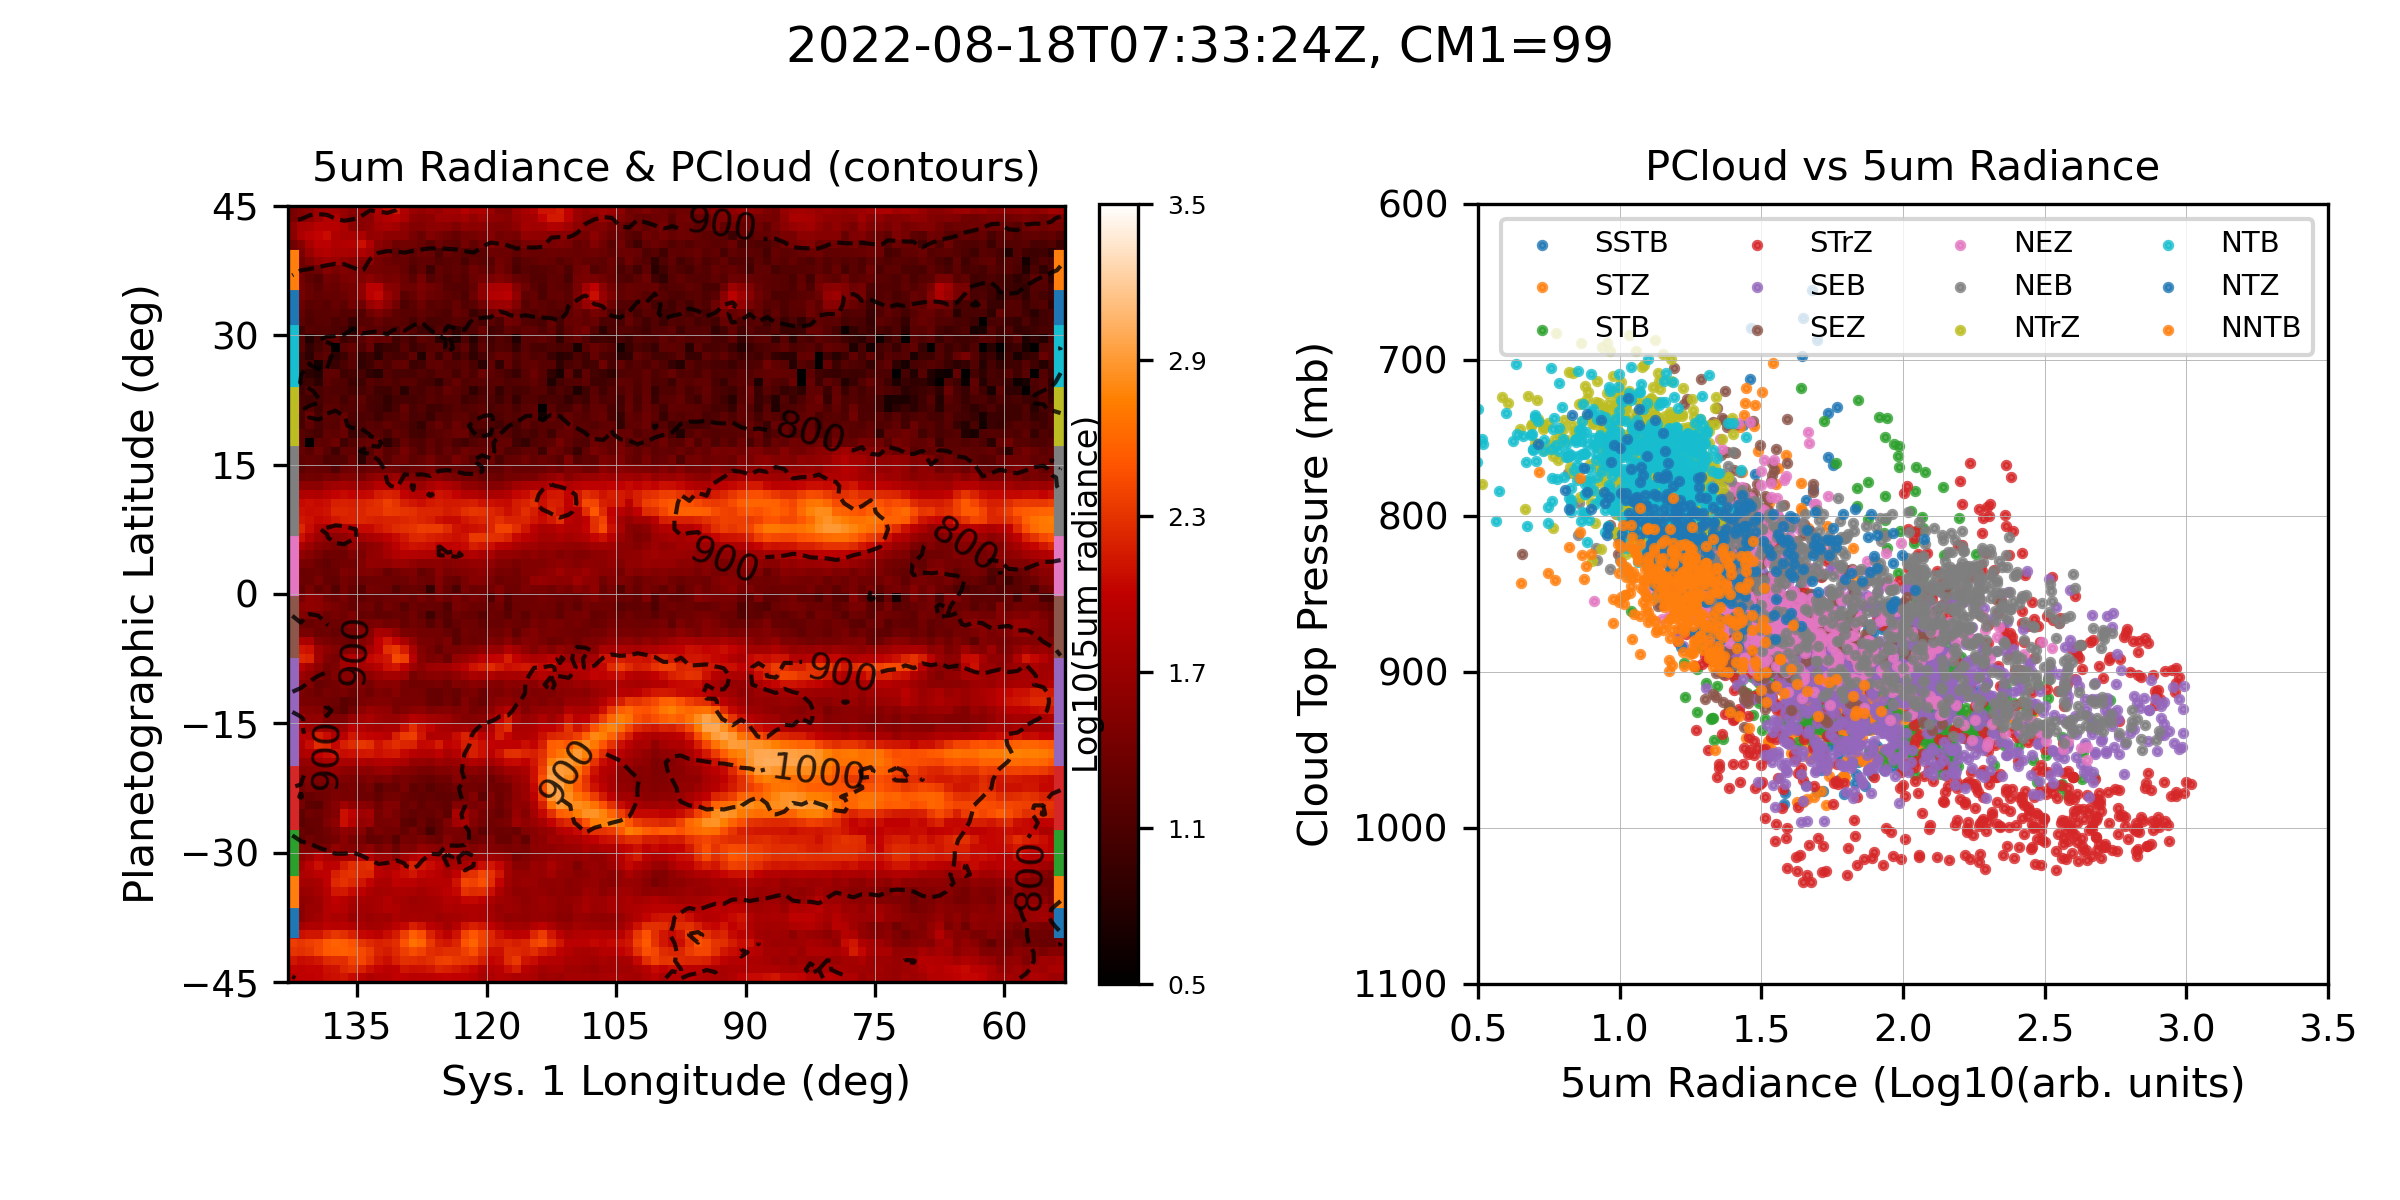 2022-08-18T07:33:24Z, CM1=99
5um Radiance & PCloud (contours)
45
30
15
0
−15
−30
−45
Planetographic Latitude (deg)
135
120
105
90
75
60
Sys. 1 Longitude (deg)
900
800
900
800
900
900
900
900
1000
800
3.5
2.9
2.3
1.7
1.1
0.5
Log10(5um radiance)
PCloud vs 5um Radiance
600
700
800
900
1000
1100
Cloud Top Pressure (mb)
SSTB
STZ
STB
STrZ
SEB
SEZ
NEZ
NEB
NTrZ
NTB
NTZ
NNTB
0.5
1.0
1.5
2.0
2.5
3.0
3.5
5um Radiance (Log10(arb. units)